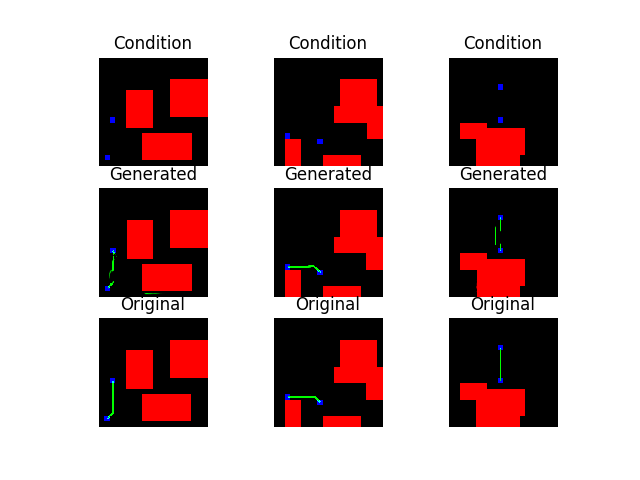 Condition
Condition
Condition
Generated
Generated
Generated
Original
Original
Original